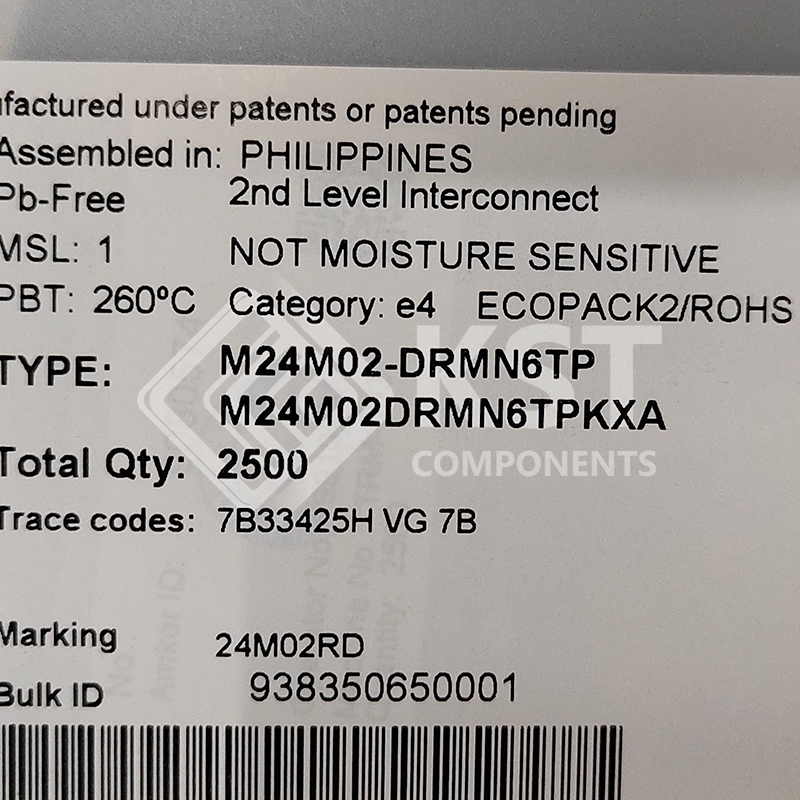 ufactured under patents or patents pending
Assembled in: PHILIPPINES
Pb-Free 2nd Level Interconnect
MSL: 1 NOT MOISTURE SENSITIVE
PBT: 260ºC Category: e4 ECOPACK2/ROHS
TYPE: M24M02-DRMN6TP
M24M02DRMN6TPKXA
KST
COMPONENTS
Total Qty: 2500
Trace codes: 7B33425H VG 7B
Marking 24M02RD
Bulk ID 938350650001